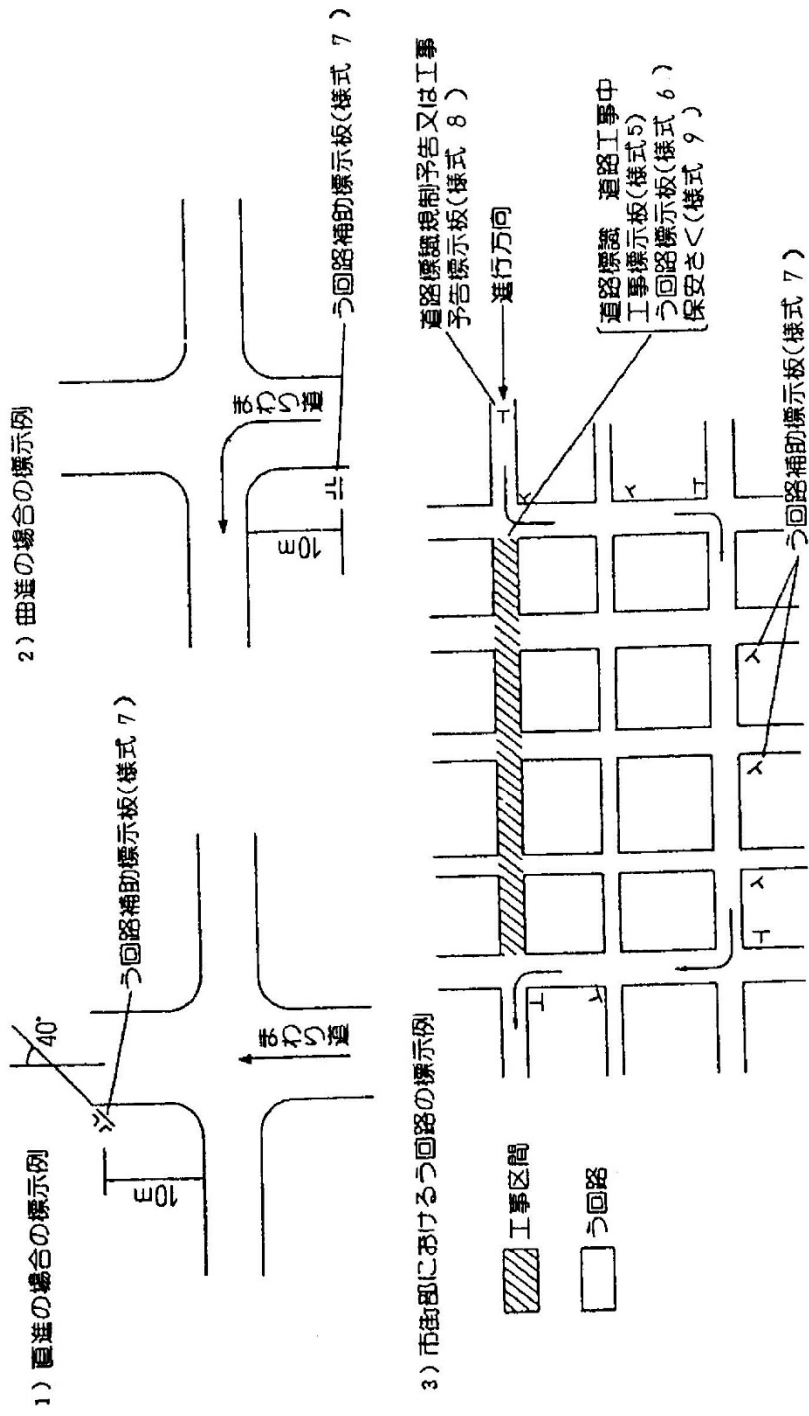 1）直進の場合の標示例
40°
う回路補助標示板(様式 7 )
10m
まわり道
2）曲進の場合の標示例
10m
まわり道
う回路補助標示板(様式 7 )
3）市街部におけるう回路の標示例
工事区間
う回路
道路標識規制予告又は工事
予告標示板(様式 8 )
進行方向
道路標識 道路工事中
工事標示板(様式5)
う回路標示板(様式 6 )
保安さく(様式 9 )
う回路補助標示板(様式 7 )